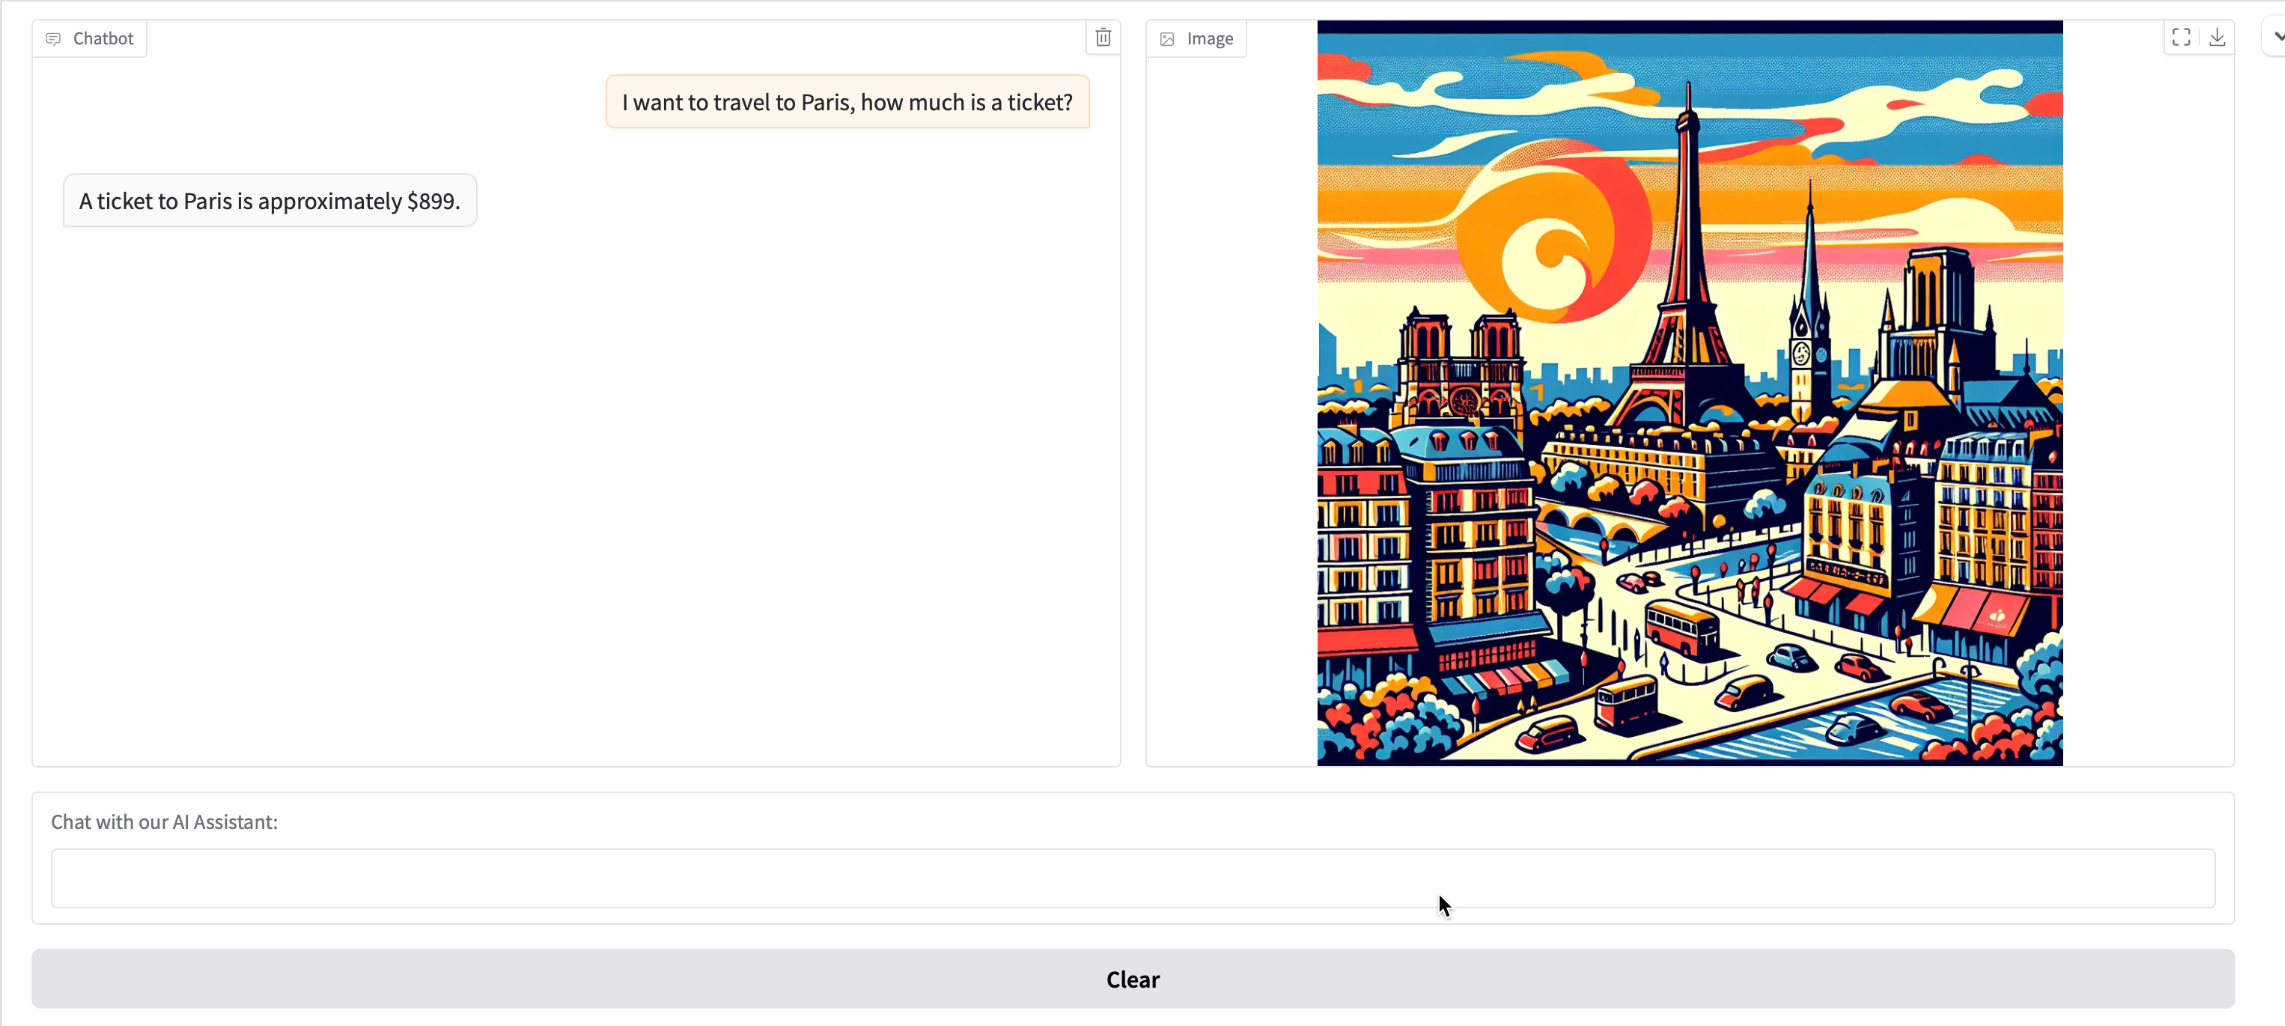 Chatbot
I want to travel to Paris, how much is a ticket?
A ticket to Paris is approximately $899.
Image
Chat with our AI Assistant:
Clear